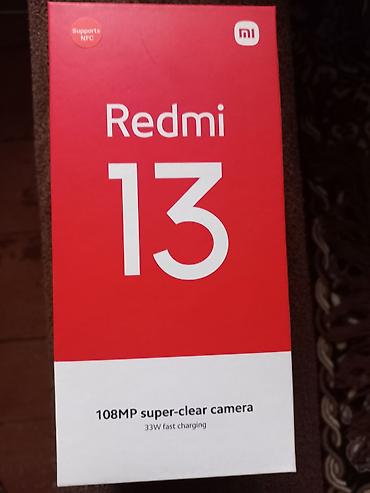 Supports
NFC
mi
Redmi
13
108MP super-clear camera
33W fast charging